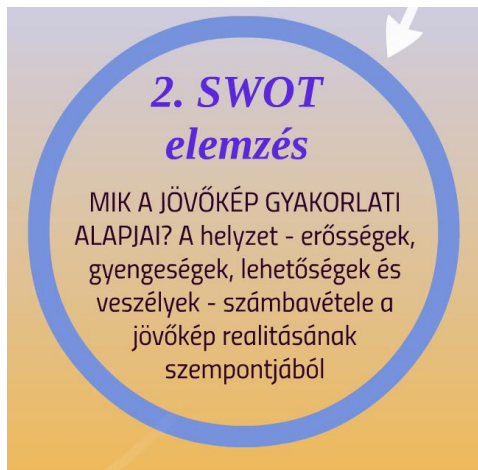 2. SWOT
elemzés
MIK A JÖVŐKÉP GYAKORLATI
ALAPJAI? A helyzet - erősségek,
gyengeségek, lehetőségek és
veszélyek - számbavétele a
jövőkép realitásának
szempontjából